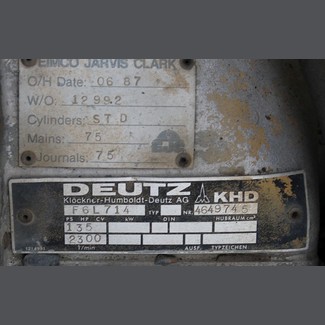 EIMCO JARVIS CLARK
O/H Date: 06 87
W/O: 12992
Cylinders: STD
Mains: 75
Journals: 75
DEUTZ KHD
Klöckner-Humboldt-Deutz AG
F6L714 TYP NR. 4649745
PS HP CV kW DIN HUBRAUM cm³
135
2300
1/min AUSF. TYPZEICHEN